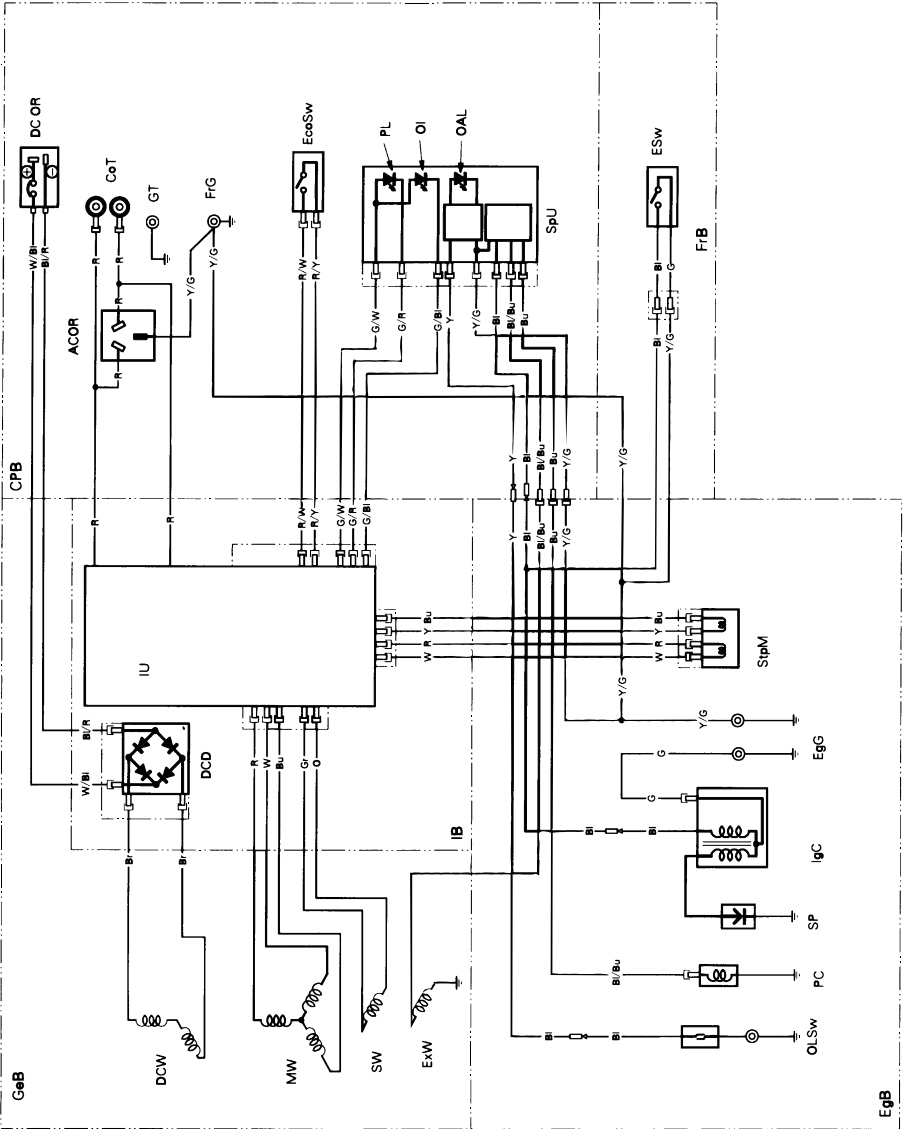 CPB
DC OR
W/Bl
Bl/R
CoT
GT
FrG
R
R
R
R
ACOR
Y/G
Y/G
EcoSw
R/W
R/Y
PL
OI
OAL
SpU
G/W
G/R
G/Bl
Y
Y/G
Bl
Bl/Bu
Bu
ESw
FrB
Bl
G
Bl
Y/G
R
R
R/W
R/Y
G/W
G/R
G/Bl
Y
Bl
Bl/Bu
Bu
Y/G
Y/G
Y
Bl
Bl/Bu
Bu
Y/G
IU
Bu
Y
R
W
Bu
Y
R
W
StpM
Y/G
Y/G
EgG
G
G
W/Bl
Bl/R
DCD
R
W
Bu
Gr
O
IB
Br
Br
Bl
Bl
IgC
SP
Bl/Bu
PC
Bl
Bl
OLSw
DCW
MW
SW
ExW
GeB
EgB